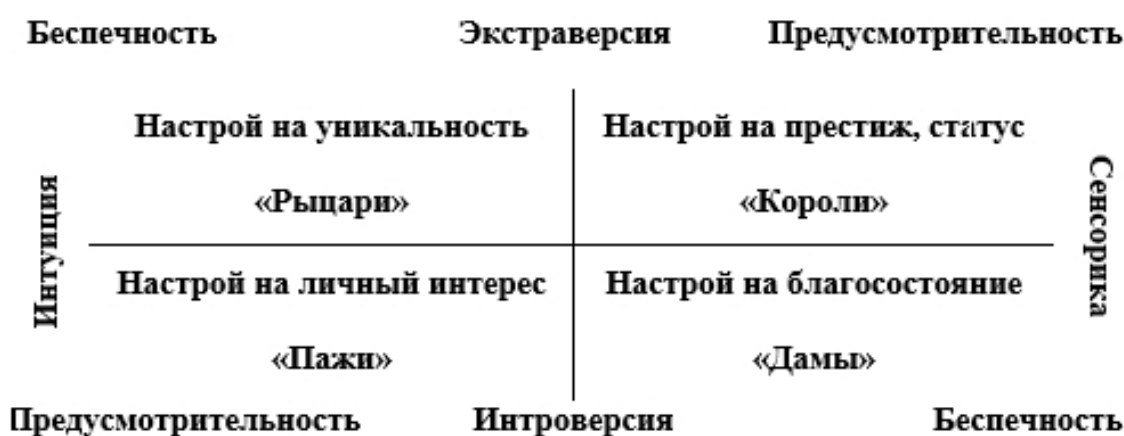 Беспечность Экстраверсия Предусмотрительность
Настрой на уникальность Настрой на престиж, статус
«Рыцари» «Короли»
Интуиция
Сенсорика
Настрой на личный интерес Настрой на благосостояние
«Пажи» «Дамы»
Предусмотрительность Интроверсия Беспечность